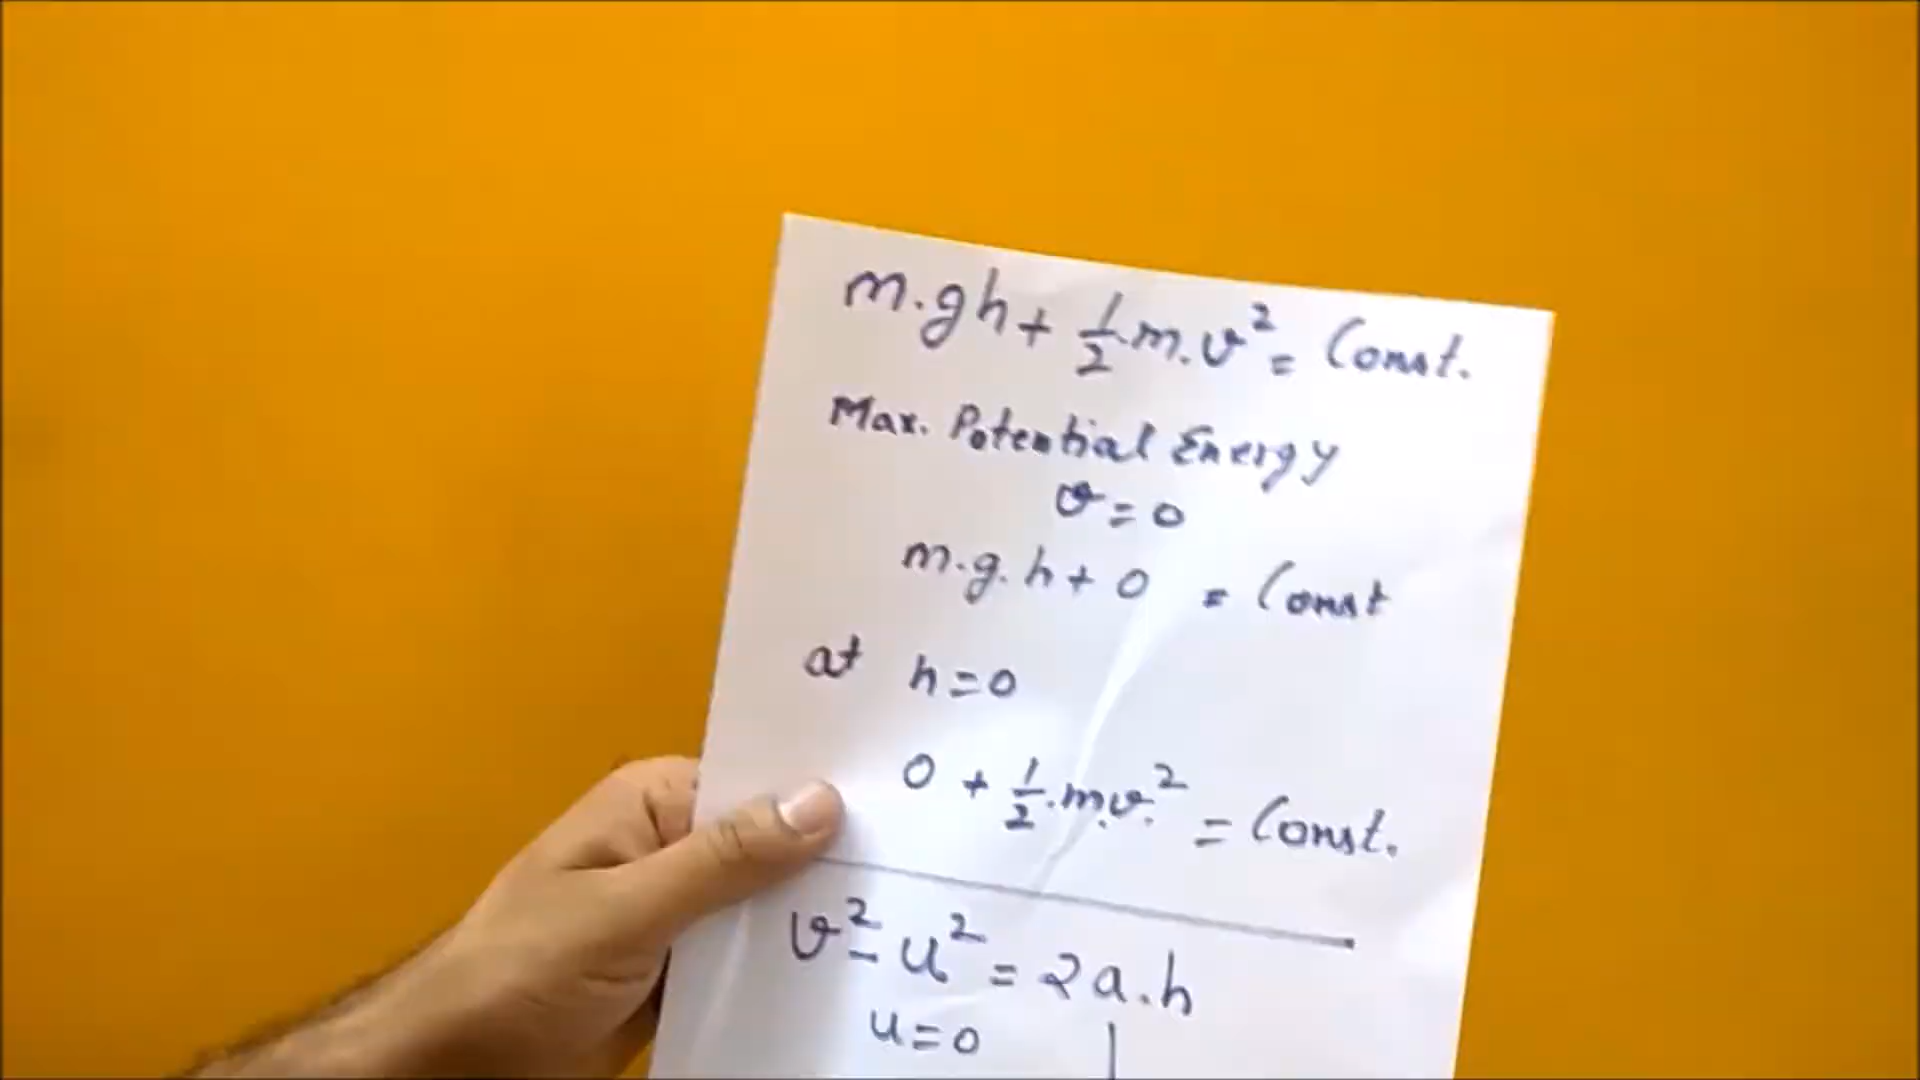 m.gh + 1/2.m.v² = Const.
Max. Potential Energy
v = 0
m.g.h + 0 = Const
at h = 0
0 + 1/2.m.v.² = Const.
v² - u² = 2a.h
u = 0